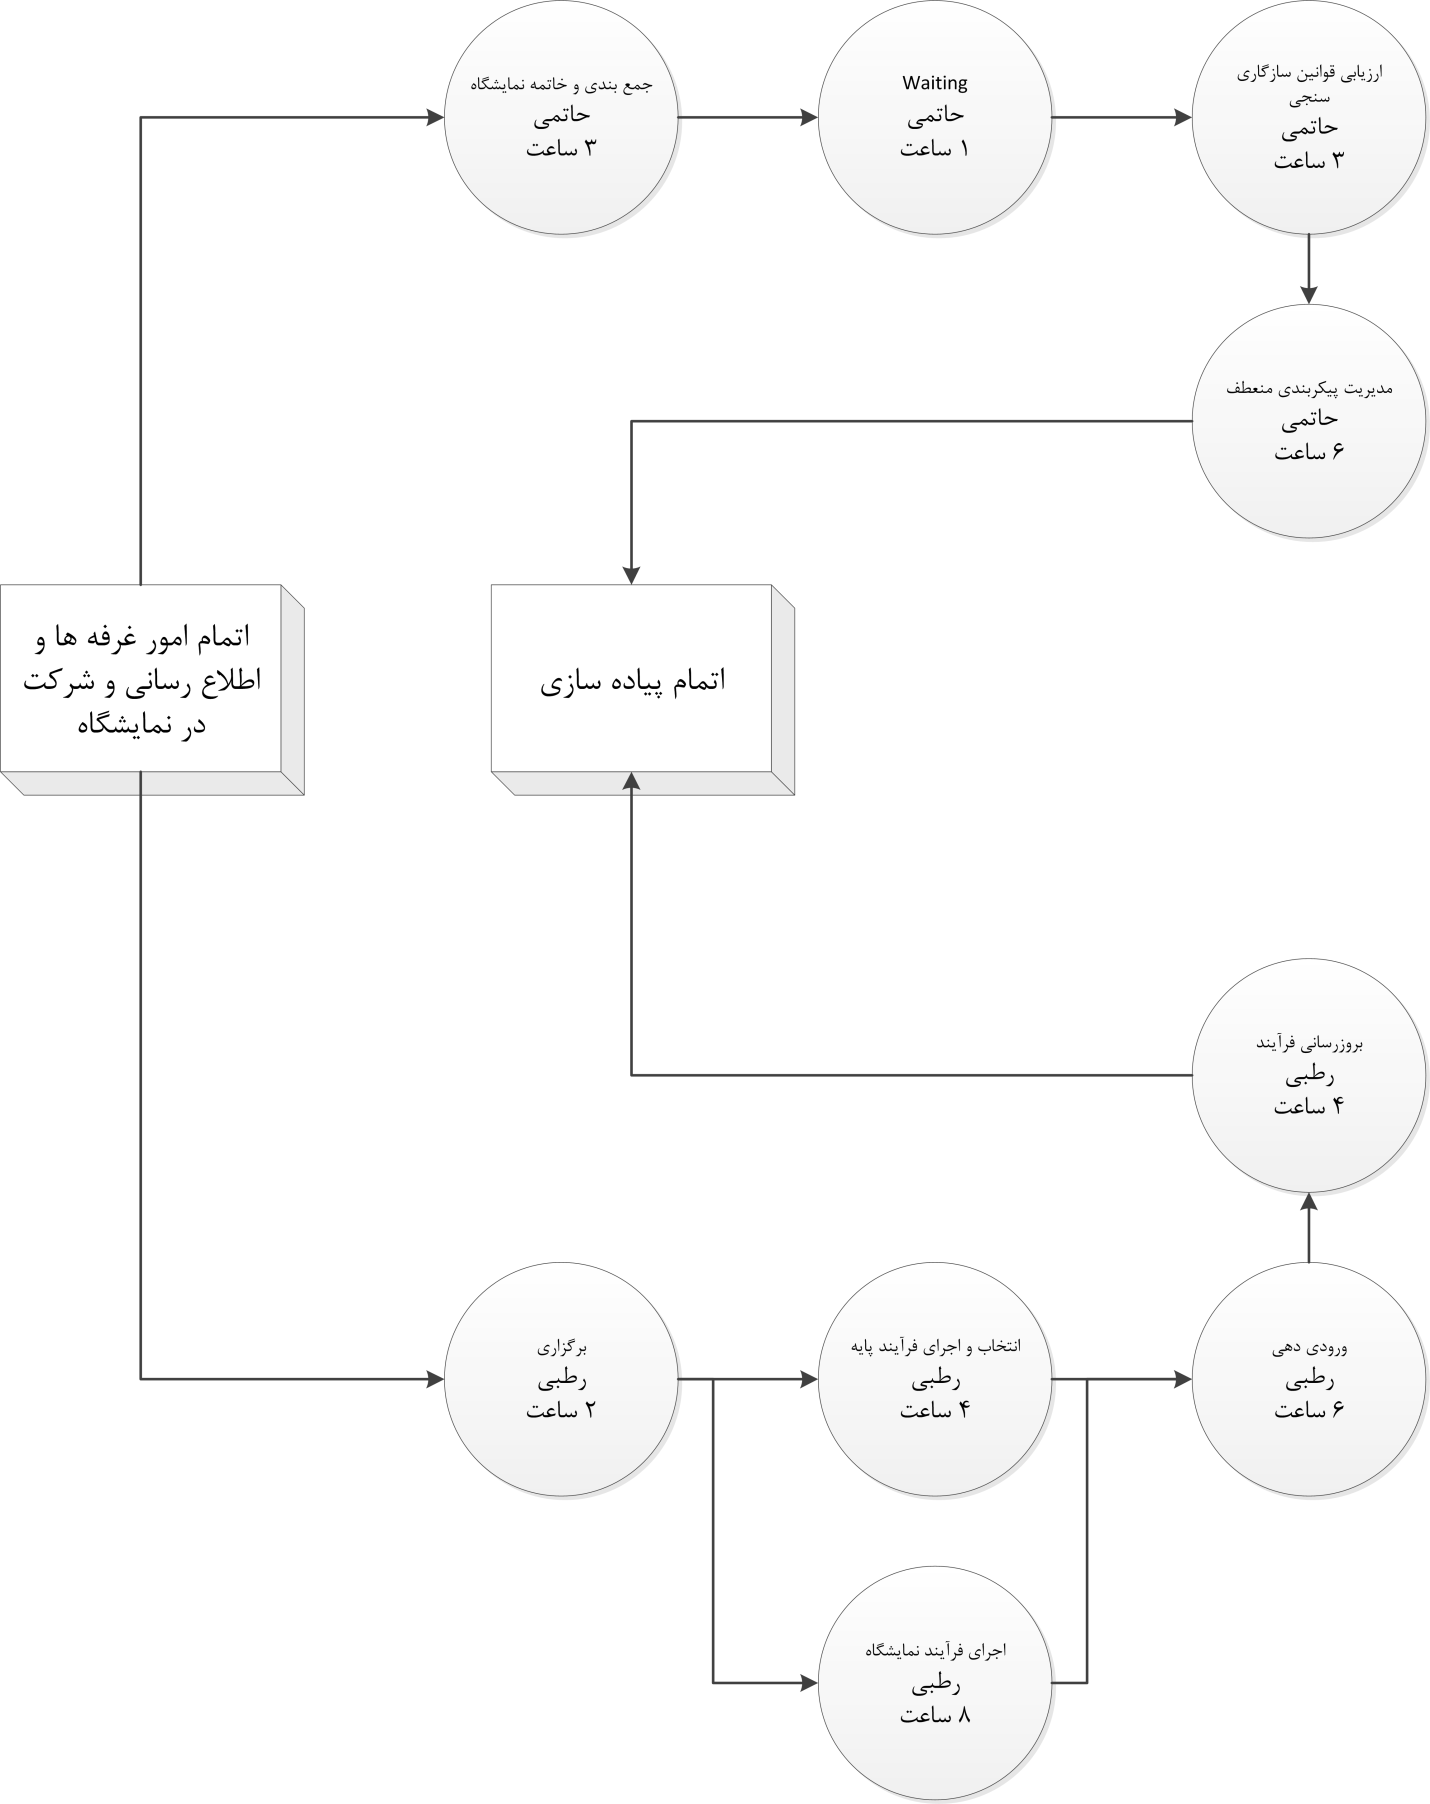 جمع بندی و خاتمه نمایشگاه
حاتمی
۳ ساعت
Waiting
حاتمی
۱ ساعت
ارزیابی قوانین سازگاری
سنجی
حاتمی
۳ ساعت
مدیریت پیکربندی منعطف
حاتمی
۶ ساعت
اتمام امور غرفه ها و
اطلاع رسانی و شرکت
در نمایشگاه
اتمام پیاده سازی
بروزرسانی فرآیند
رطبی
۴ ساعت
برگزاری
رطبی
۲ ساعت
انتخاب و اجرای فرآیند پایه
رطبی
۴ ساعت
ورودی دهی
رطبی
۶ ساعت
اجرای فرآیند نمایشگاه
رطبی
۸ ساعت